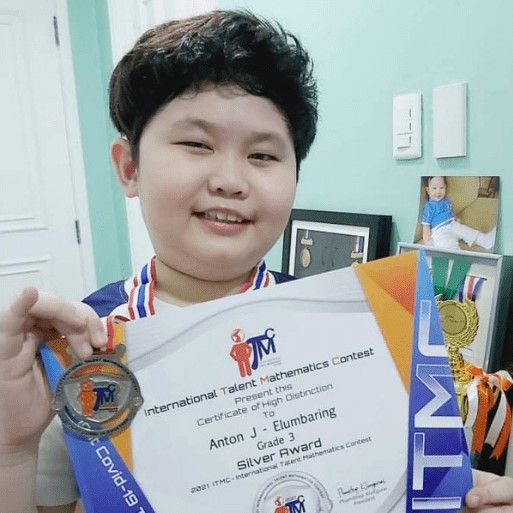 ITMC
International Talent Mathematics Contest
Present this
Certificate of High Distinction
To
Anton J - Elumbaring
Grade 3
Silver Award
2021 ITMC - International Talent Mathematics Contest
President
Covid-19
ITMC
ITMC